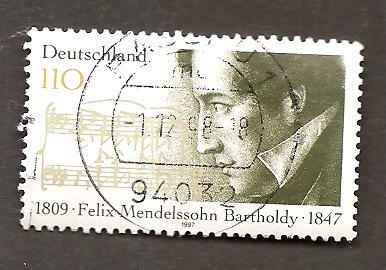 Deutschland
110
-1.12.98-18
94032
1809 · Felix Mendelssohn Bartholdy · 1847
1997